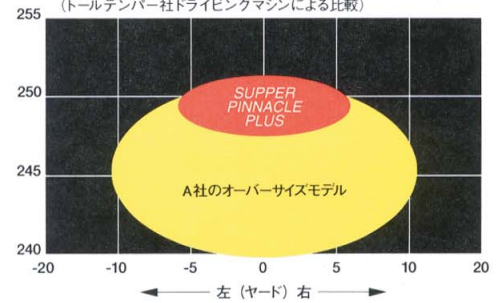 （トールテンパー社ドライビングマシンによる比較）
255
250
245
240
SUPPER
PINNACLE
PLUS
A社のオーバーサイズモデル
-20 -10 -5 0 5 10 20
左（ヤード）右